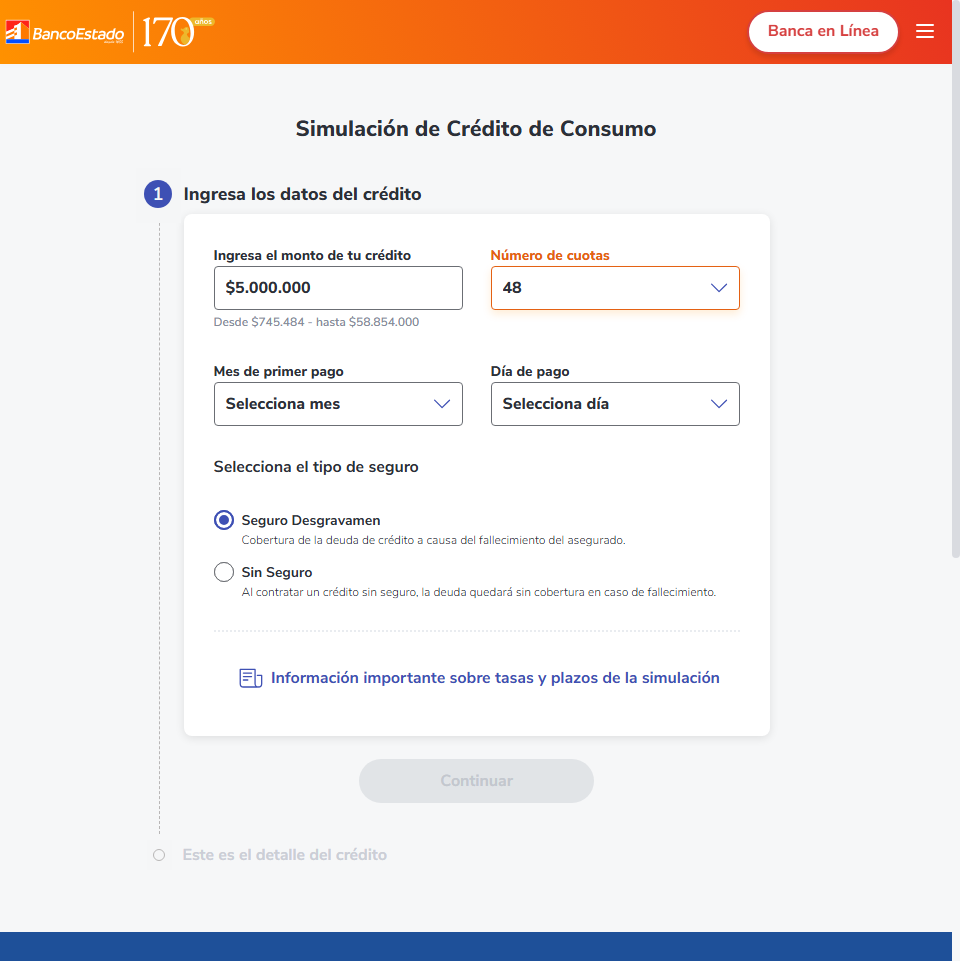 BancoEstado
170 años
Banca en Línea
Simulación de Crédito de Consumo
1 Ingresa los datos del crédito
Ingresa el monto de tu crédito
Número de cuotas
$5.000.000
48
Desde $745.484 - hasta $58.854.000
Mes de primer pago
Día de pago
Selecciona mes
Selecciona día
Selecciona el tipo de seguro
Seguro Desgravamen
Cobertura de la deuda de crédito a causa del fallecimiento del asegurado.
Sin Seguro
Al contratar un crédito sin seguro, la deuda quedará sin cobertura en caso de fallecimiento.
Información importante sobre tasas y plazos de la simulación
Continuar
Este es el detalle del crédito